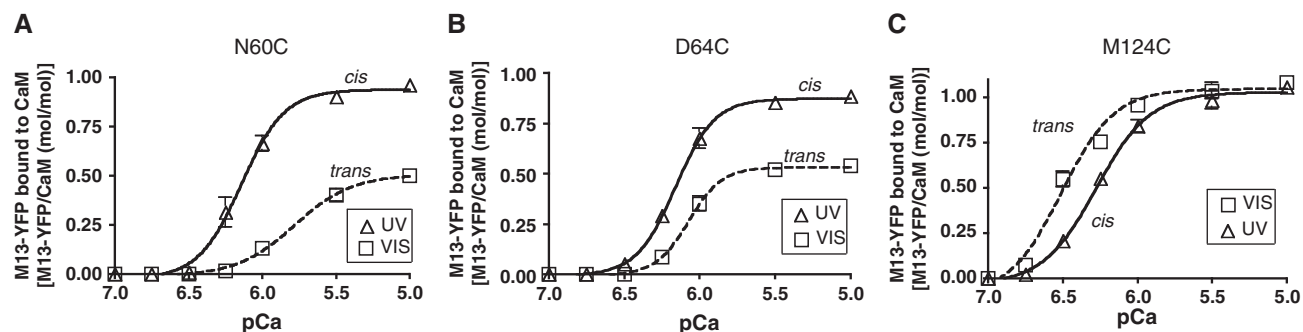 A
N60C
M13-YFP bound to CaM
[M13-YFP/CaM (mol/mol)]
1.00
0.75
0.50
0.25
0.00
cis
trans
UV
VIS
7.0 6.5 6.0 5.5 5.0
pCa
B
D64C
M13-YFP bound to CaM
[M13-YFP/CaM (mol/mol)]
1.00
0.75
0.50
0.25
0.00
cis
trans
UV
VIS
7.0 6.5 6.0 5.5 5.0
pCa
C
M124C
M13-YFP bound to CaM
[M13-YFP/CaM (mol/mol)]
1.00
0.75
0.50
0.25
0.00
trans
cis
VIS
UV
7.0 6.5 6.0 5.5 5.0
pCa